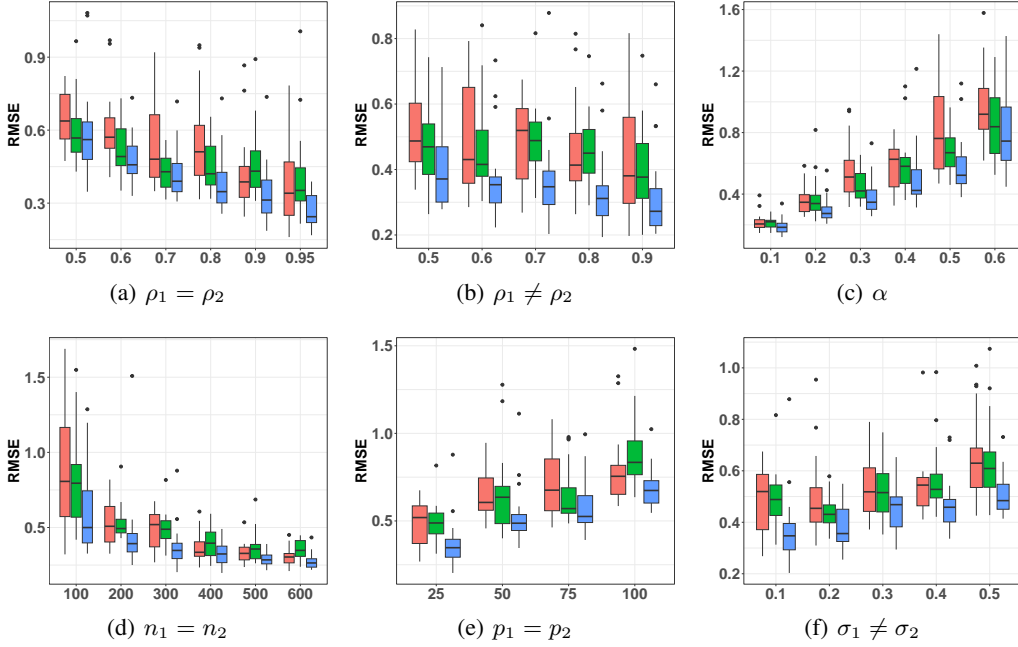 RMSE
0.9
0.6
0.3
0.5 0.6 0.7 0.8 0.9 0.95
(a) ρ₁ = ρ₂
RMSE
0.8
0.6
0.4
0.2
0.5 0.6 0.7 0.8 0.9
(b) ρ₁ ≠ ρ₂
RMSE
1.6
1.2
0.8
0.4
0.1 0.2 0.3 0.4 0.5 0.6
(c) α
RMSE
1.5
1.0
0.5
100 200 300 400 500 600
(d) n₁ = n₂
RMSE
1.5
1.0
0.5
25 50 75 100
(e) p₁ = p₂
RMSE
1.0
0.8
0.6
0.4
0.2
0.1 0.2 0.3 0.4 0.5
(f) σ₁ ≠ σ₂